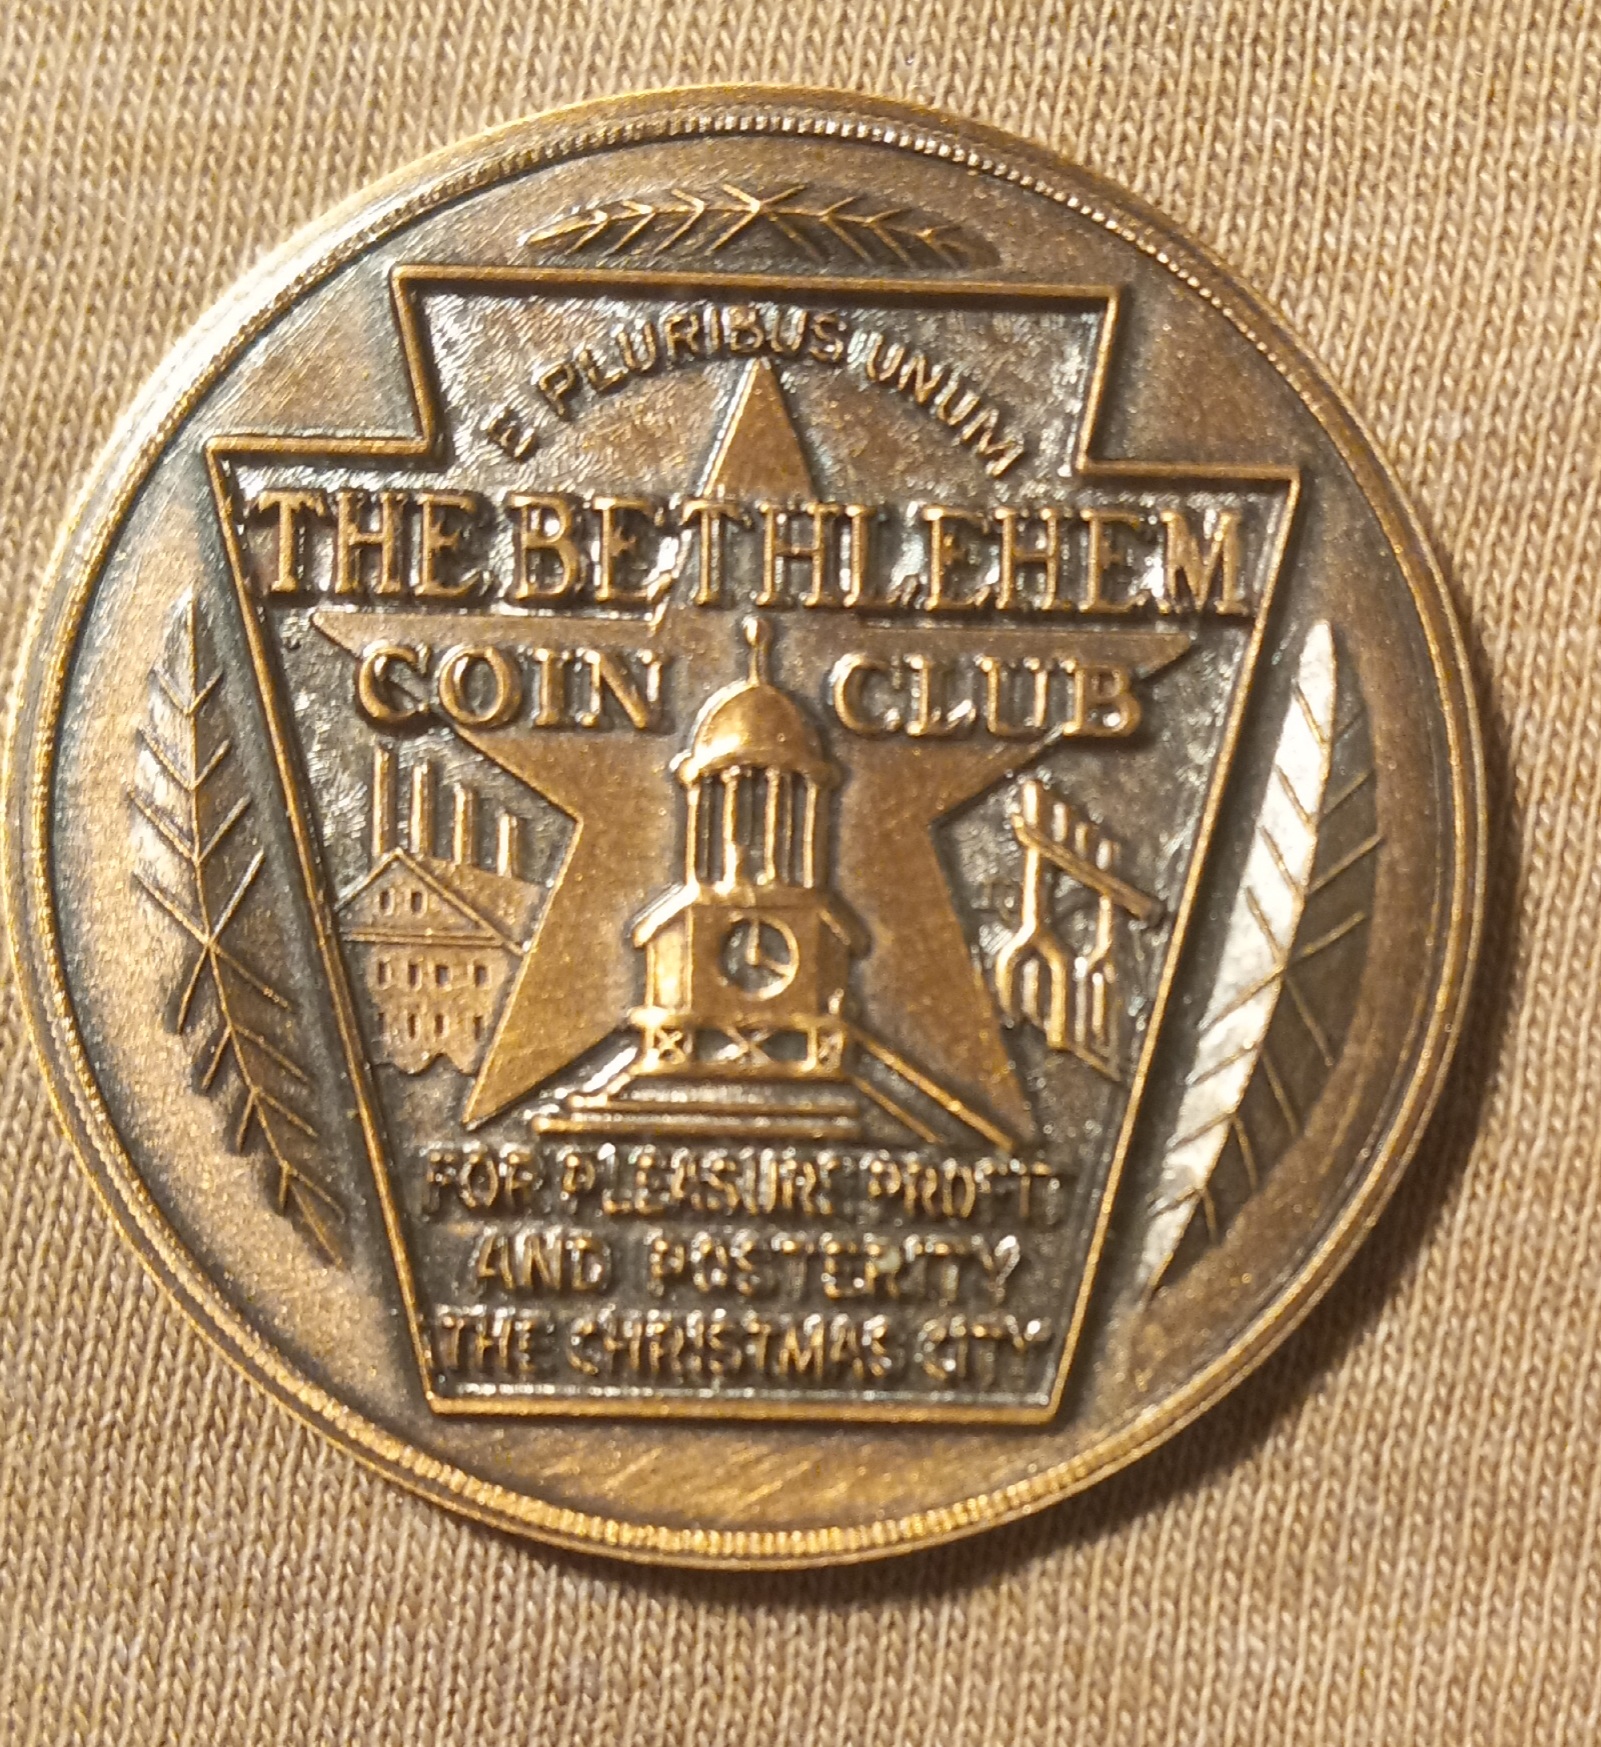 E PLURIBUS UNUM
THE BETHLEHEM
COIN CLUB
FOR PLEASURE PROFIT
AND POSTERITY
THE CHRISTMAS CITY